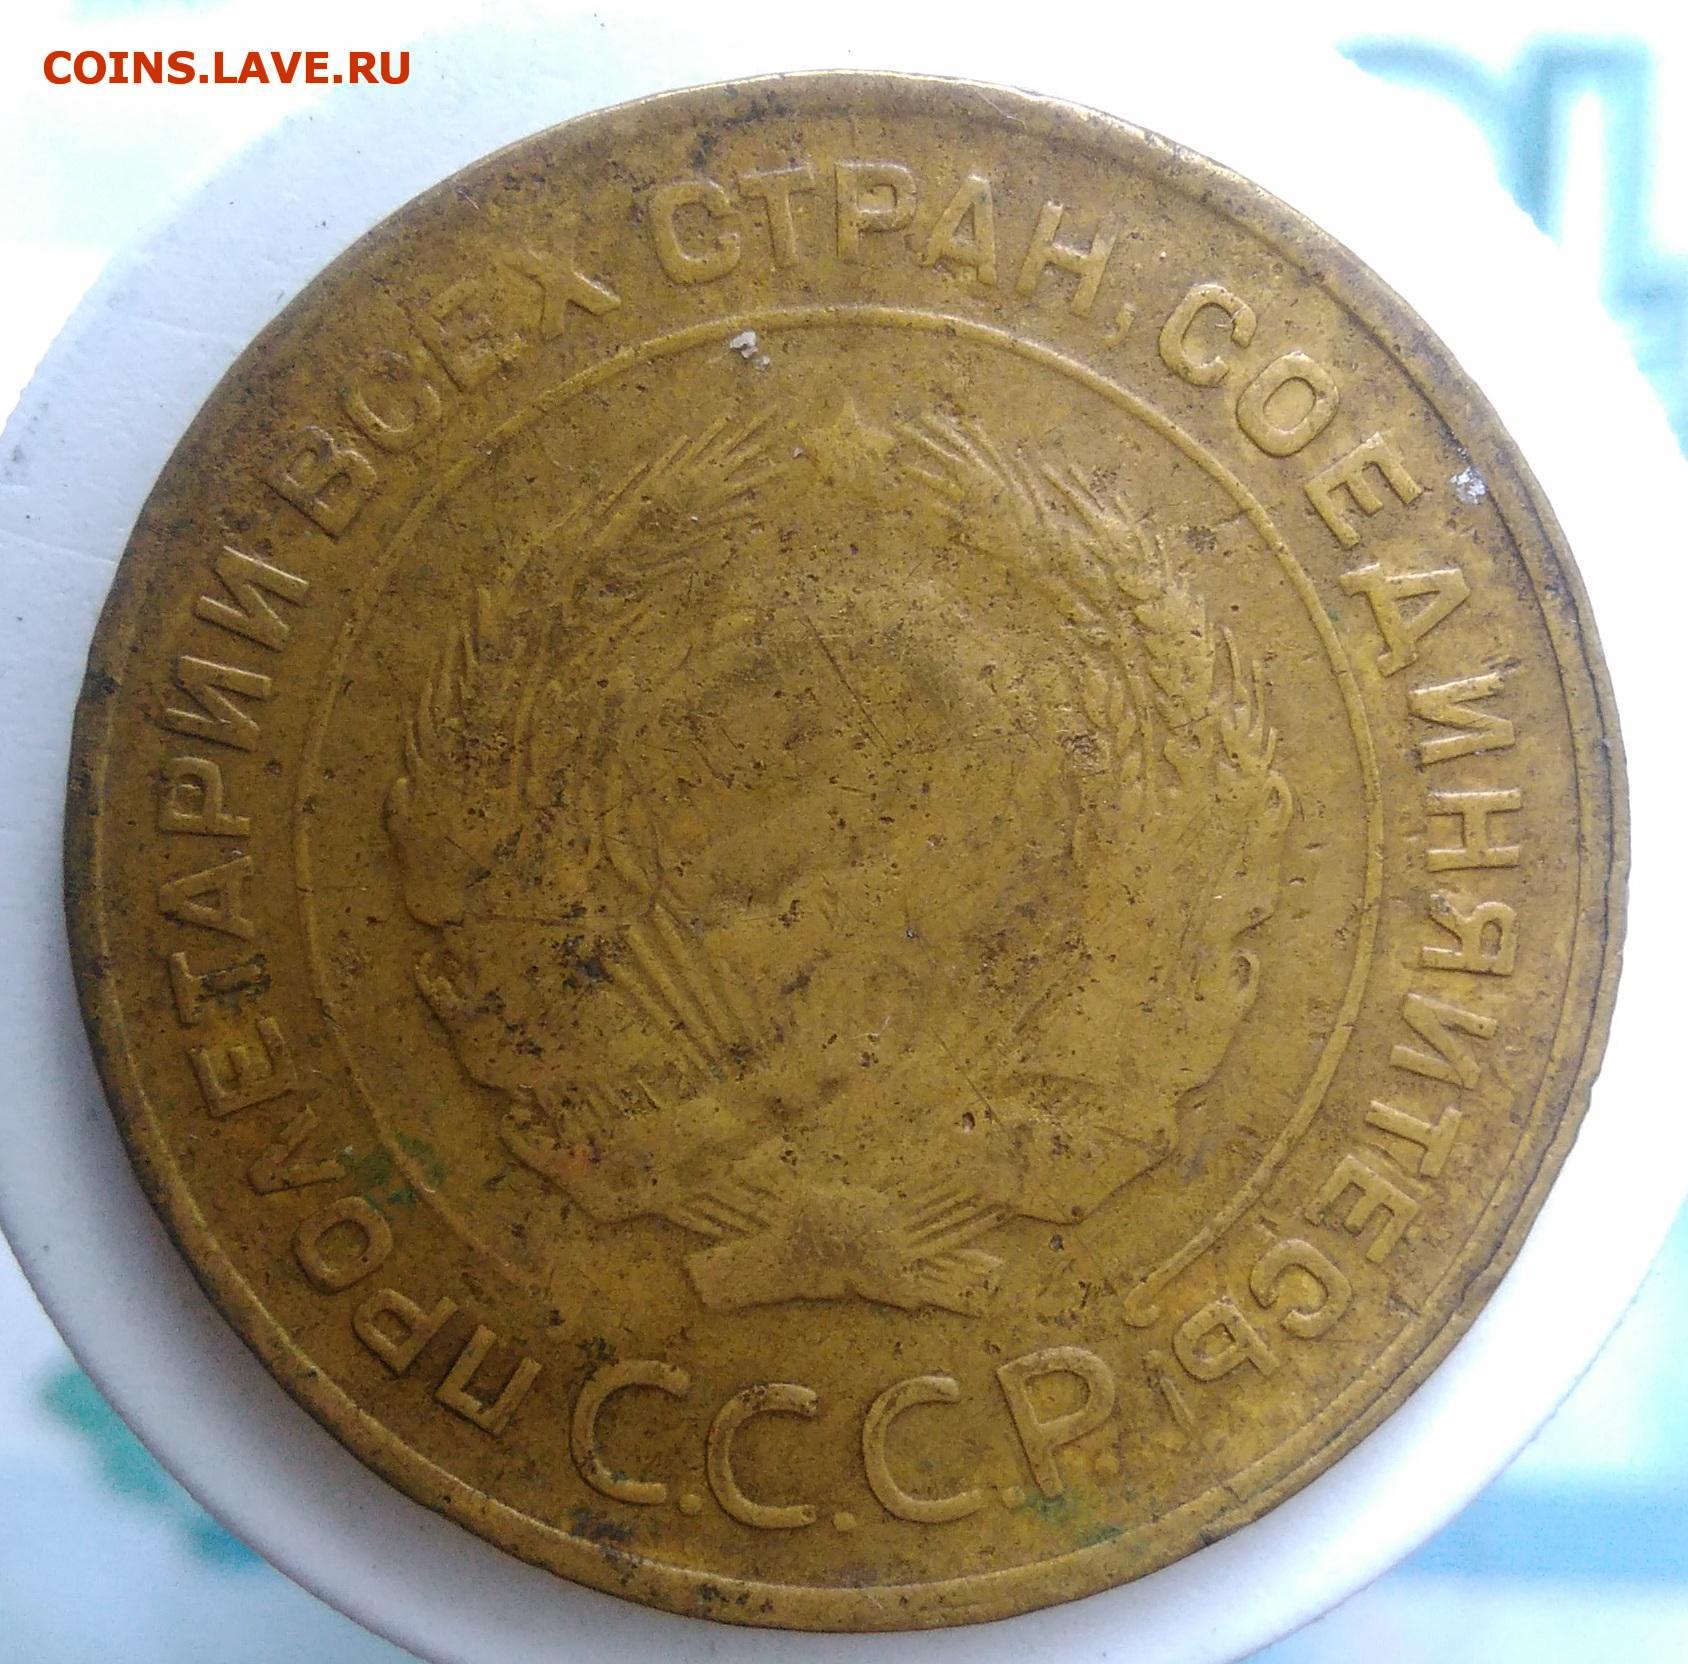 COINS.LAVE.RU
ПРОЛЕТАРИИ ВСЕХ СТРАН, СОЕДИНЯЙТЕСЬ!
С.С.С.Р.